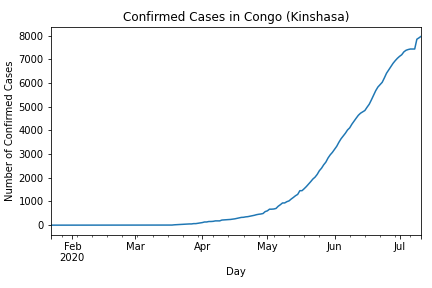 Confirmed Cases in Congo (Kinshasa)
8000
7000
6000
5000
4000
3000
2000
1000
0
Number of Confirmed Cases
Feb Mar Apr May Jun Jul
2020
Day